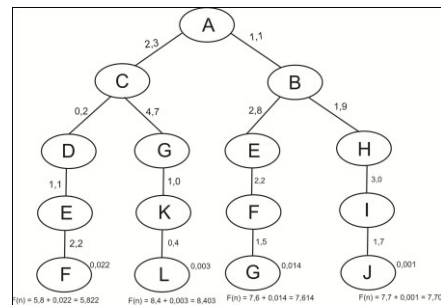 A
2,3
1,1
C
B
0,2
4,7
2,8
1,9
D
G
E
H
1,1
1,0
2,2
3,0
E
K
F
I
2,2
0,4
1,5
1,7
F
0,022
L
0,003
G
0,014
J
0,001
F(n) = 5,8 + 0,022 = 5,822
F(n) = 8,4 + 0,003 = 8,403
F(n) = 7,6 + 0,014 = 7,614
F(n) = 7,7 + 0,001 = 7,70